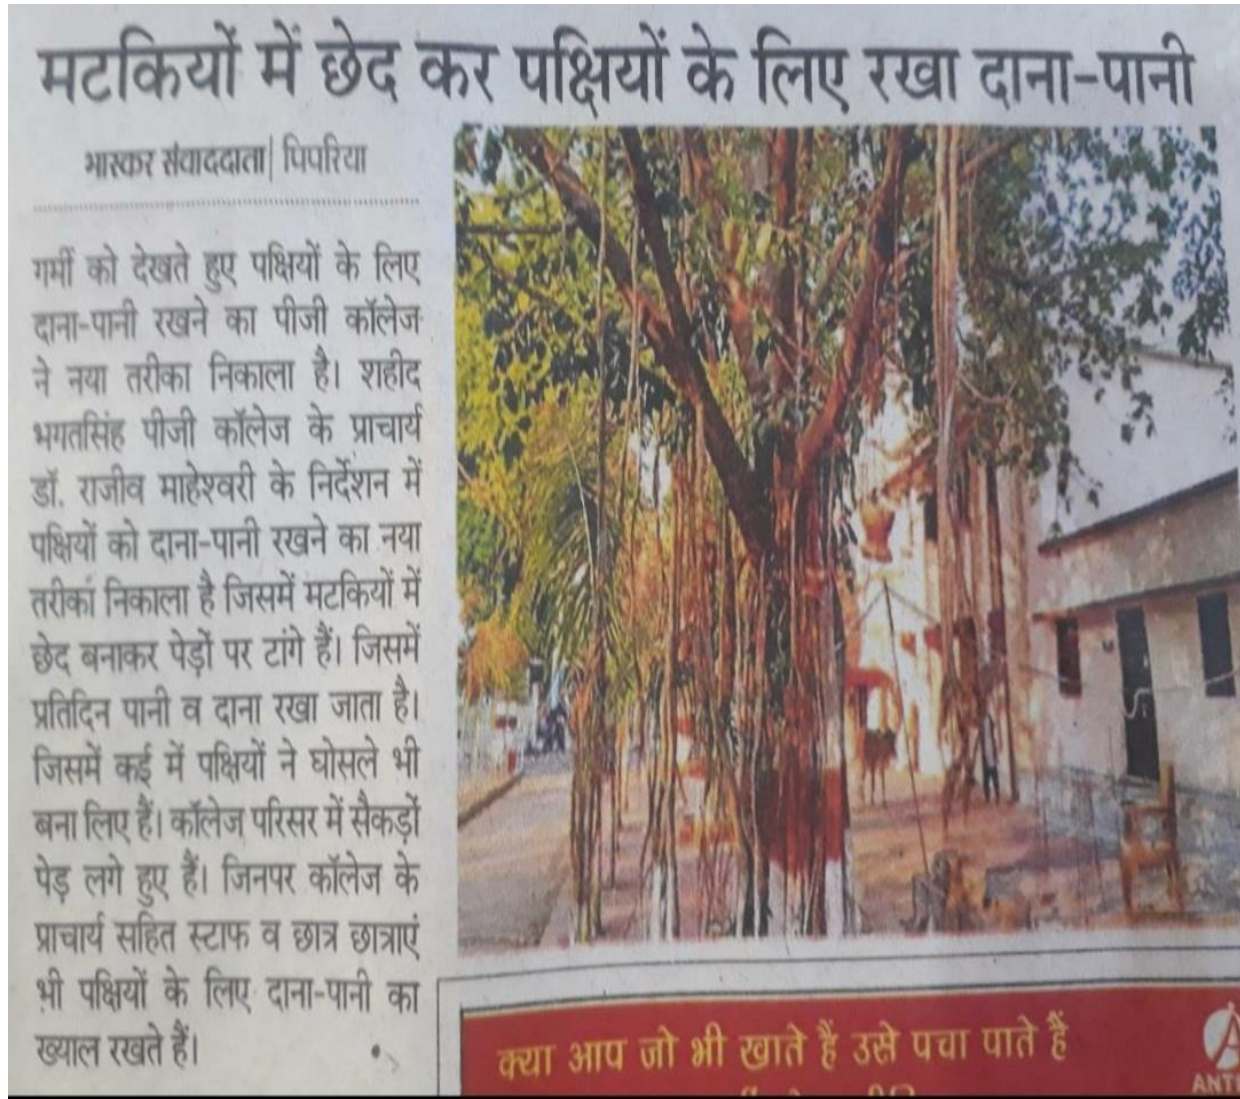 मटकियों में छेद कर पक्षियों के लिए रखा दाना-पानी
भास्कर संवाददाता| पिपरिया
गर्मी को देखते हुए पक्षियों के लिए
दाना-पानी रखने का पीजी कॉलेज
ने नया तरीका निकाला है। शहीद
भगतसिंह पीजी कॉलेज के प्राचार्य
डॉ. राजीव माहेश्वरी के निर्देशन में
पक्षियों को दाना-पानी रखने का नया
तरीका निकाला है जिसमें मटकियों में
छेद बनाकर पेड़ों पर टांगे हैं। जिसमें
प्रतिदिन पानी व दाना रखा जाता है।
जिसमें कई में पक्षियों ने घोसले भी
बना लिए हैं। कॉलेज परिसर में सैकड़ों
पेड़ लगे हुए हैं। जिनपर कॉलेज के
प्राचार्य सहित स्टाफ व छात्र छात्राएं
भी पक्षियों के लिए दाना-पानी का
ख्याल रखते हैं।
क्या आप जो भी खाते हैं उसे पचा पाते हैं